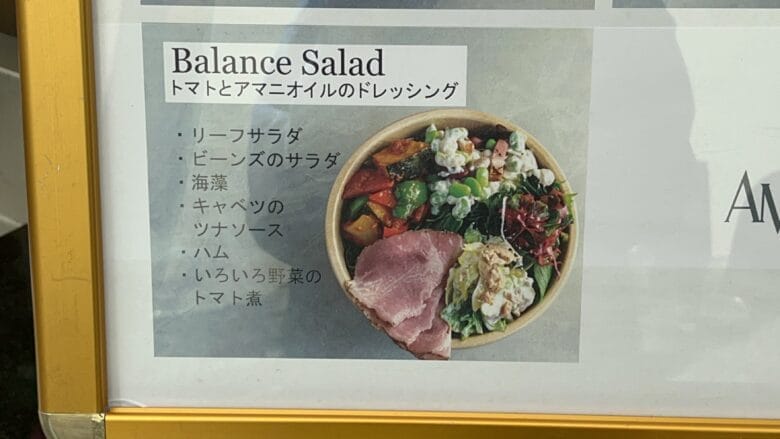 Balance Salad
トマトとアマニオイルのドレッシング
・リーフサラダ
・ビーンズのサラダ
・海藻
・キャベツの
ツナソース
・ハム
・いろいろ野菜の
トマト煮
AM